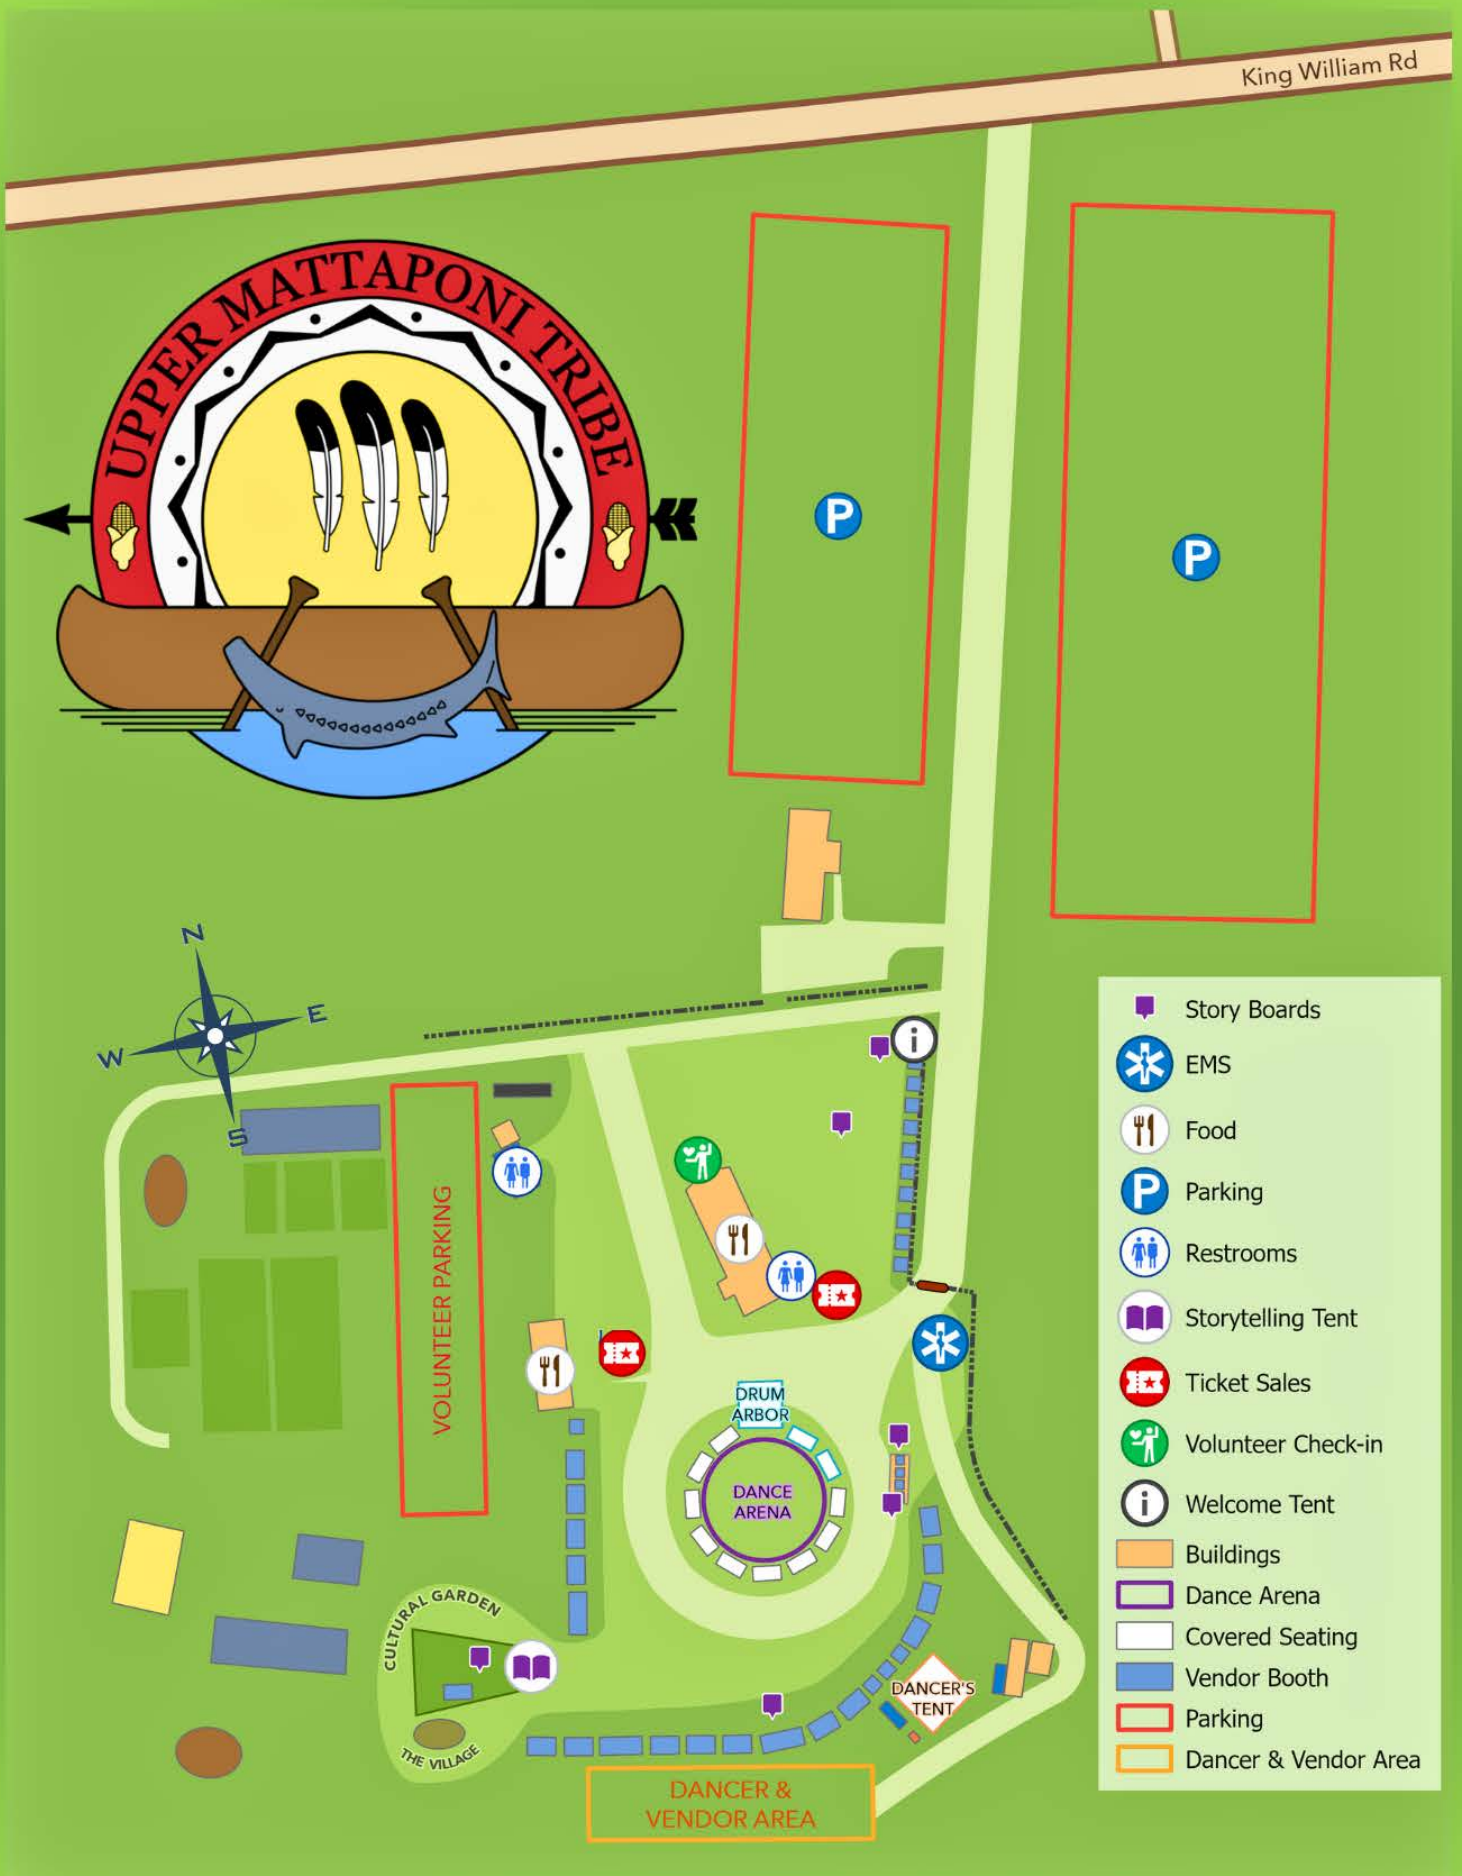 King William Rd
UPPER MATTAPONI TRIBE
P
P
N
E
W
S
i
VOLUNTEER PARKING
DRUM
ARBOR
DANCE
ARENA
CULTURAL GARDEN
THE VILLAGE
DANCER'S
TENT
DANCER &
VENDOR AREA
Story Boards
EMS
Food
P Parking
Restrooms
Storytelling Tent
Ticket Sales
Volunteer Check-in
i Welcome Tent
Buildings
Dance Arena
Covered Seating
Vendor Booth
Parking
Dancer & Vendor Area